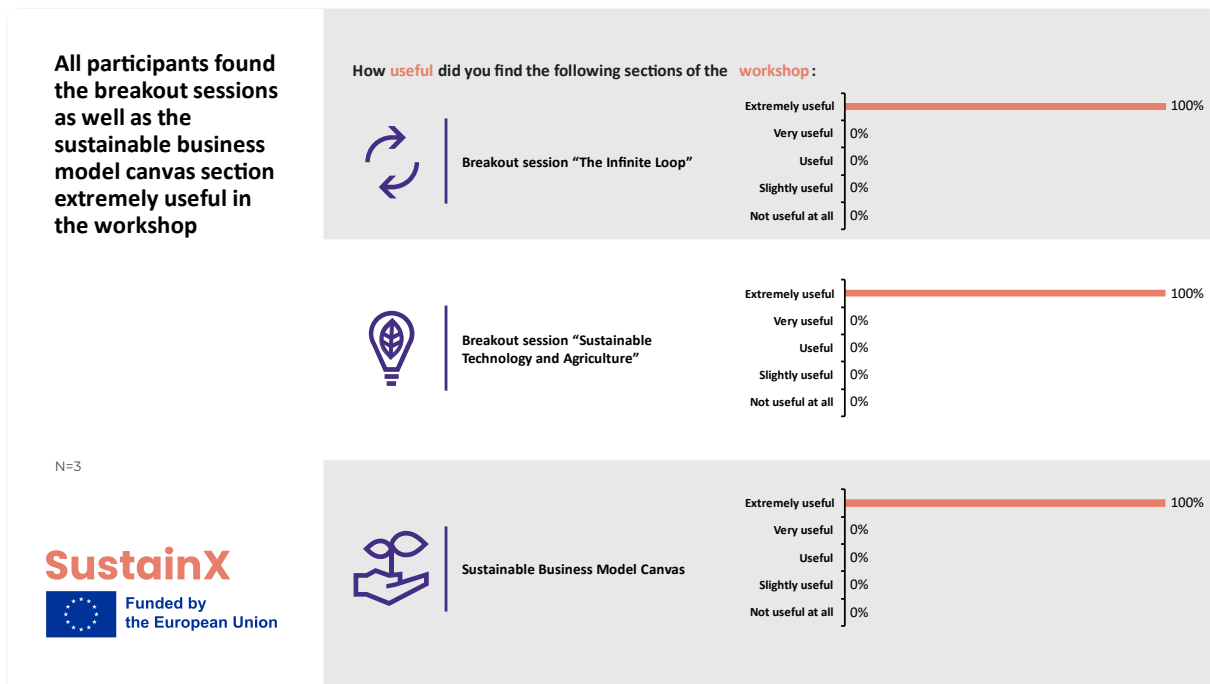 All participants found
the breakout sessions
as well as the
sustainable business
model canvas section
extremely useful in
the workshop
N=3
SustainX
Funded by
the European Union
How useful did you find the following sections of the workshop:
Breakout session “The Infinite Loop”
Extremely useful 100%
Very useful 0%
Useful 0%
Slightly useful 0%
Not useful at all 0%
Breakout session “Sustainable
Technology and Agriculture”
Extremely useful 100%
Very useful 0%
Useful 0%
Slightly useful 0%
Not useful at all 0%
Sustainable Business Model Canvas
Extremely useful 100%
Very useful 0%
Useful 0%
Slightly useful 0%
Not useful at all 0%